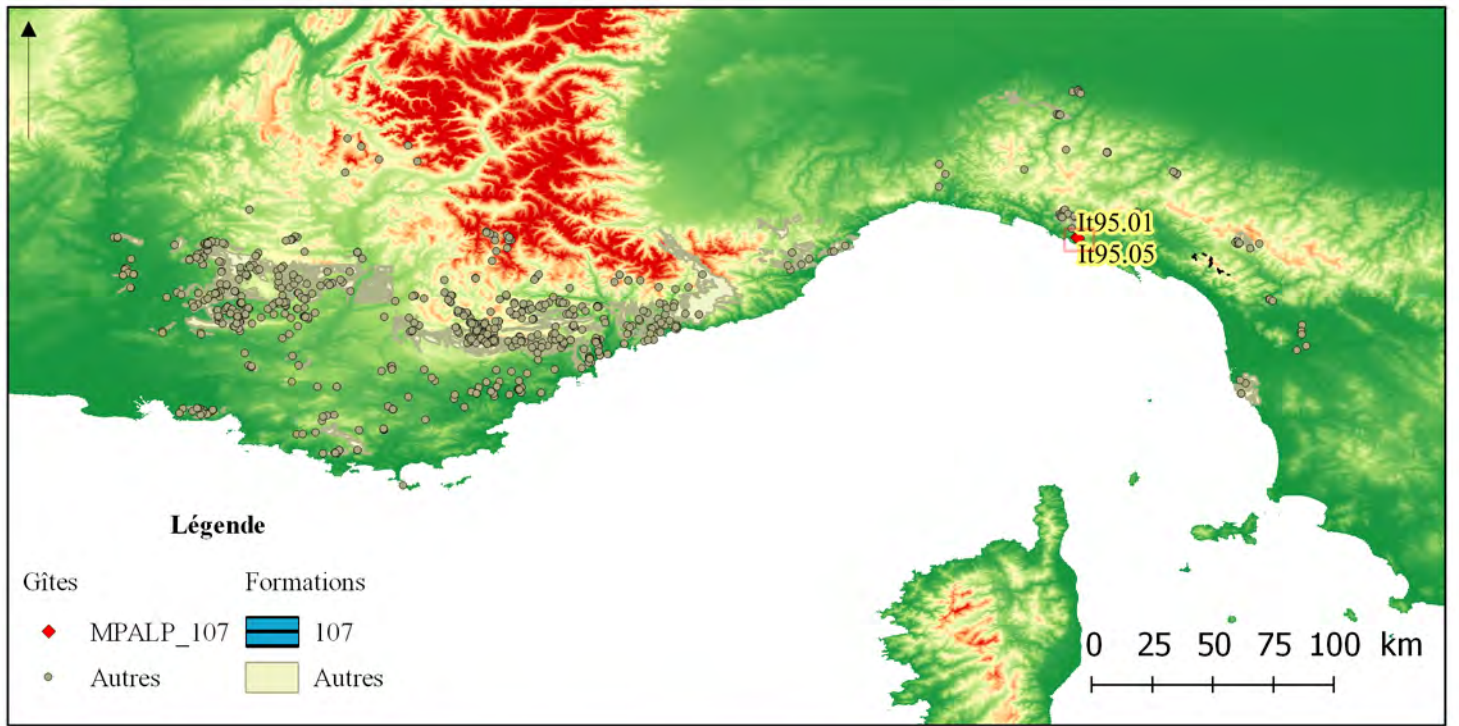 It95.01
It95.05
Légende
Gîtes Formations
MPALP_107 107
Autres Autres
0 25 50 75 100 km